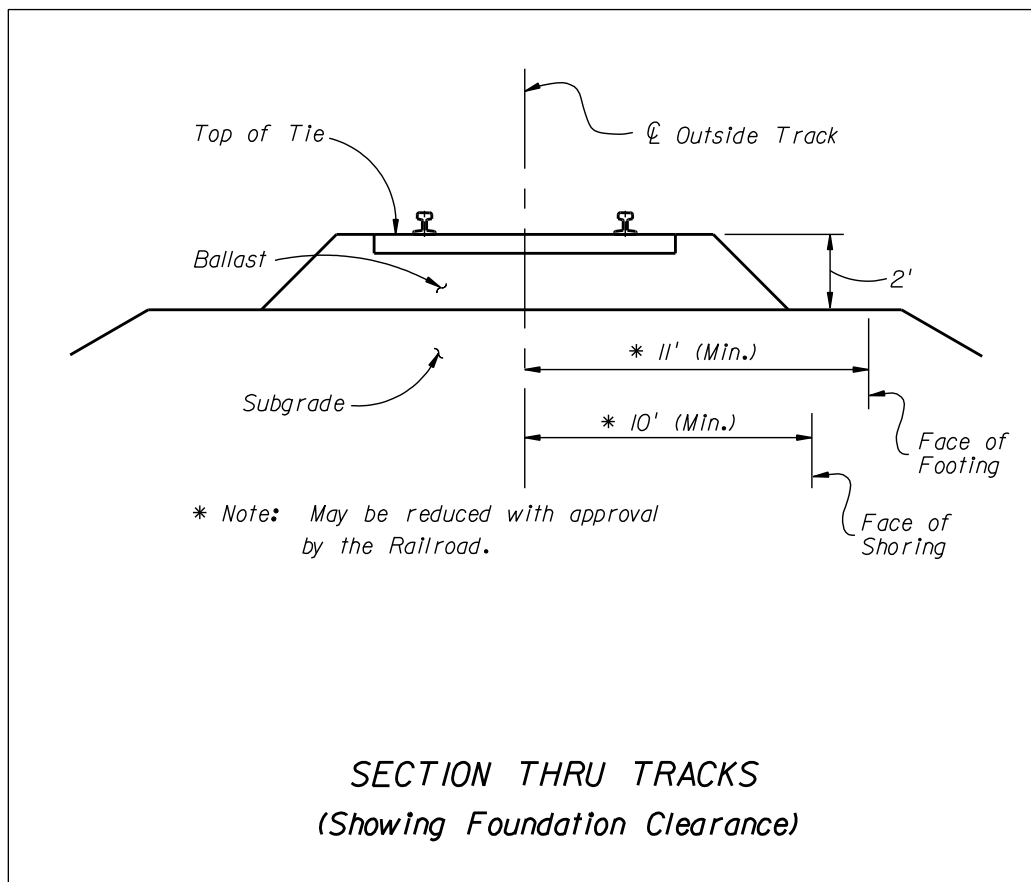 Top of Tie
℄ Outside Track
Ballast
2'
* 11' (Min.)
Subgrade
* 10' (Min.)
Face of
Footing
* Note: May be reduced with approval
by the Railroad.
Face of
Shoring
SECTION THRU TRACKS
(Showing Foundation Clearance)